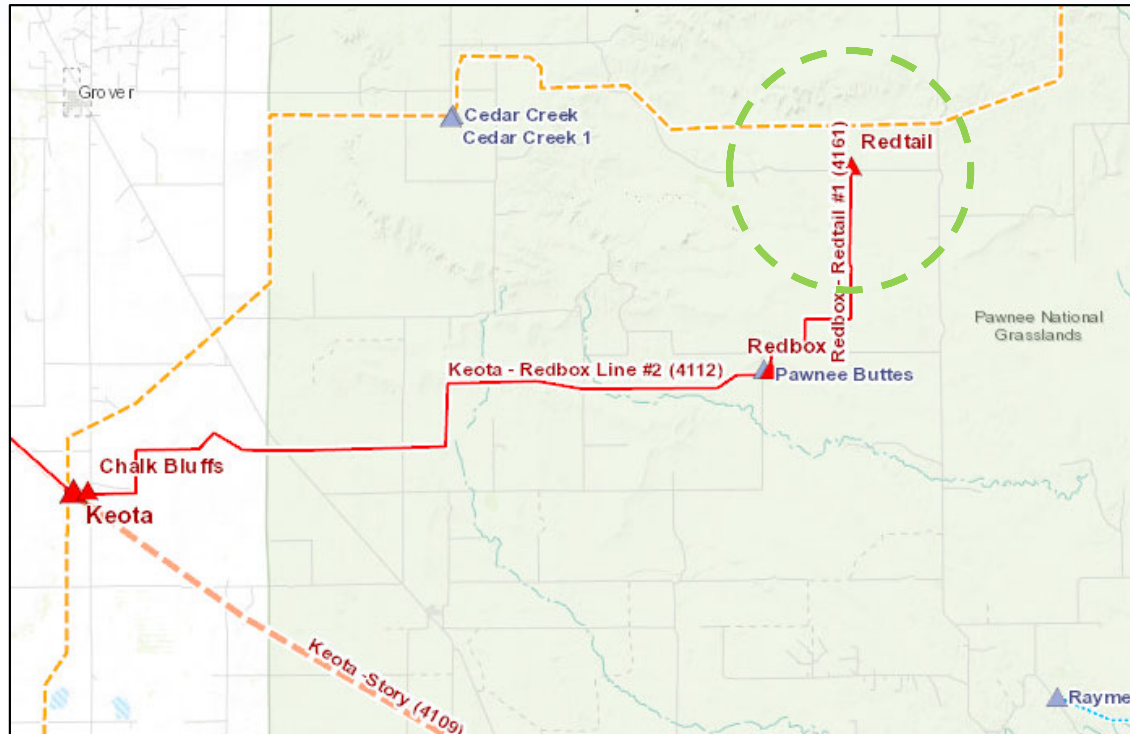 Grover
Cedar Creek
Cedar Creek 1
Redtail
Redbox - Redtail #1 (4161)
Pawnee National
Grasslands
Redbox
Keota - Redbox Line #2 (4112)
Pawnee Buttes
Chalk Bluffs
Keota
Keota -Story (4109)
Rayme